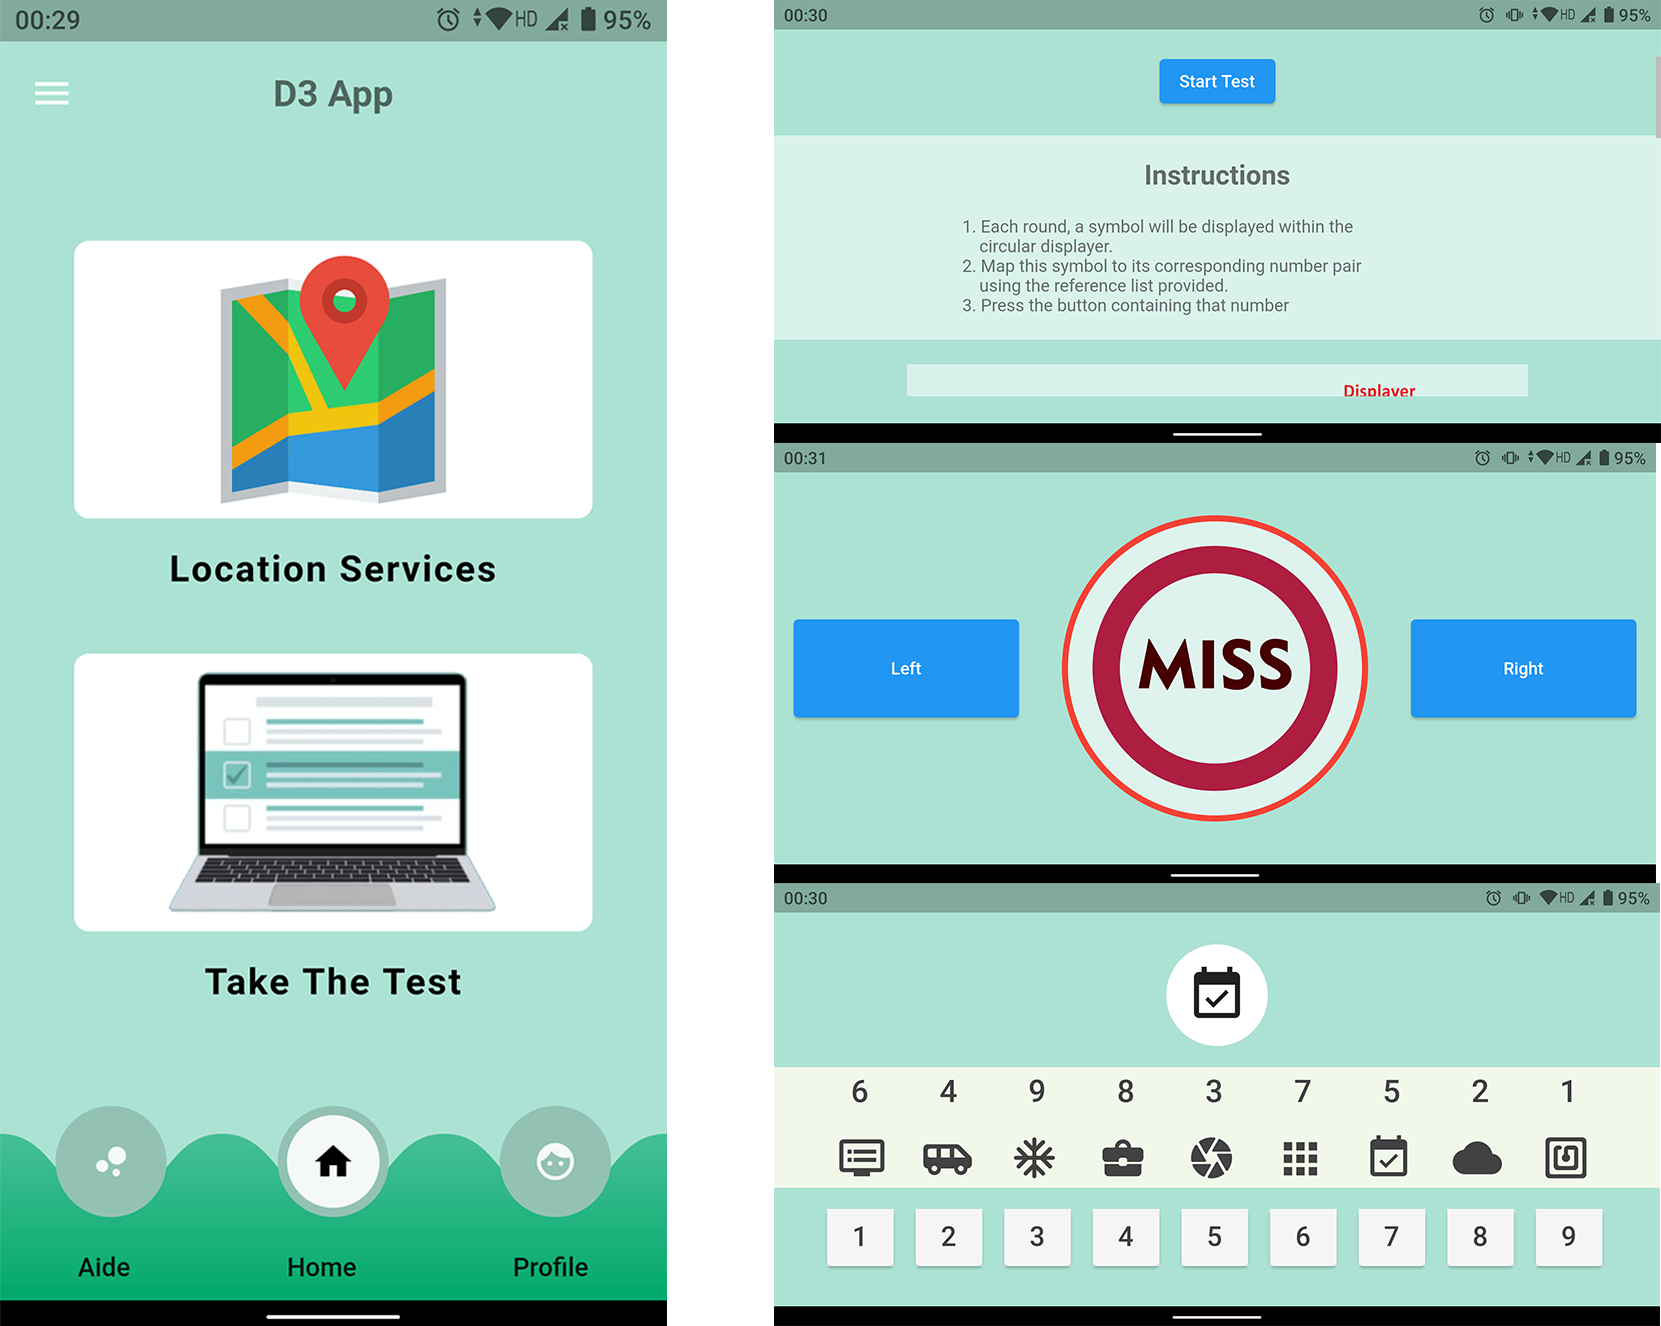 00:29 HD 95%
D3 App
Location Services
Take The Test
Aide Home Profile
00:30 HD 95%
Start Test
Instructions
1. Each round, a symbol will be displayed within the
circular displayer.
2. Map this symbol to its corresponding number pair
using the reference list provided.
3. Press the button containing that number
Displayer
00:31 HD 95%
Left MISS Right
00:30 HD 95%
6 4 9 8 3 7 5 2 1
1 2 3 4 5 6 7 8 9